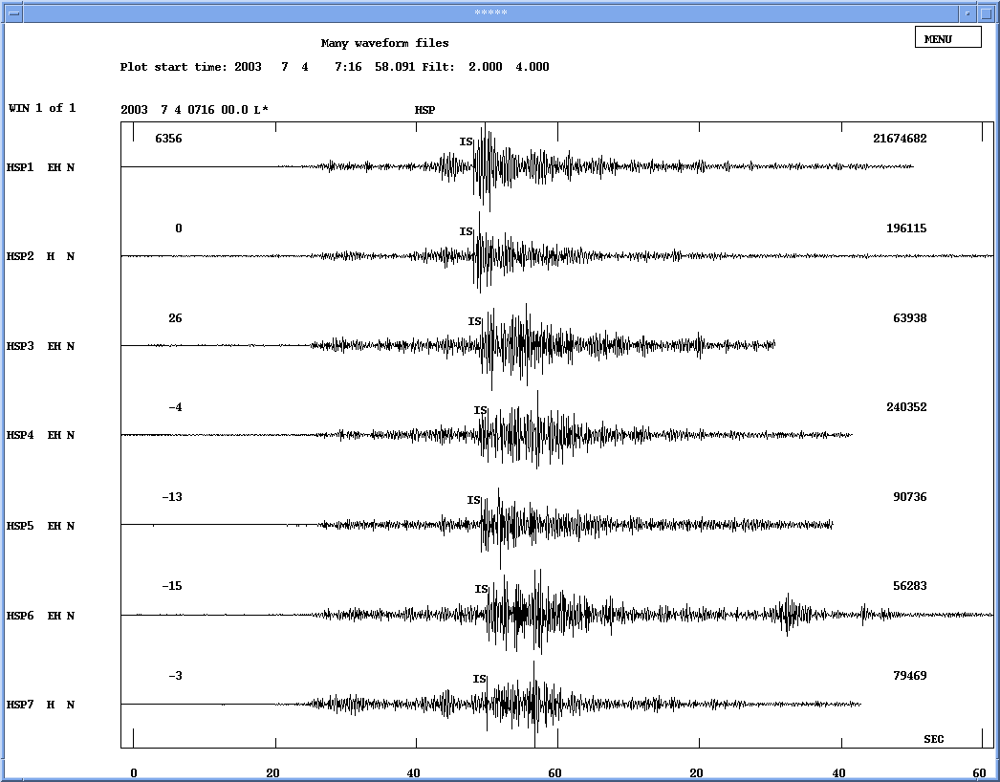 *****
MENU
Many waveform files
Plot start time: 2003 7 4 7:16 58.091 Filt: 2.000 4.000
WIN 1 of 1
2003 7 4 0716 00.0 L* HSP
6356 IS 21674682
HSP1 EH N
0 IS 196115
HSP2 H N
26 IS 63938
HSP3 EH N
-4 IS 240352
HSP4 EH N
-13 IS 90736
HSP5 EH N
-15 IS 56283
HSP6 EH N
-3 IS 79469
HSP7 H N
SEC
0 20 40 60 20 40 60